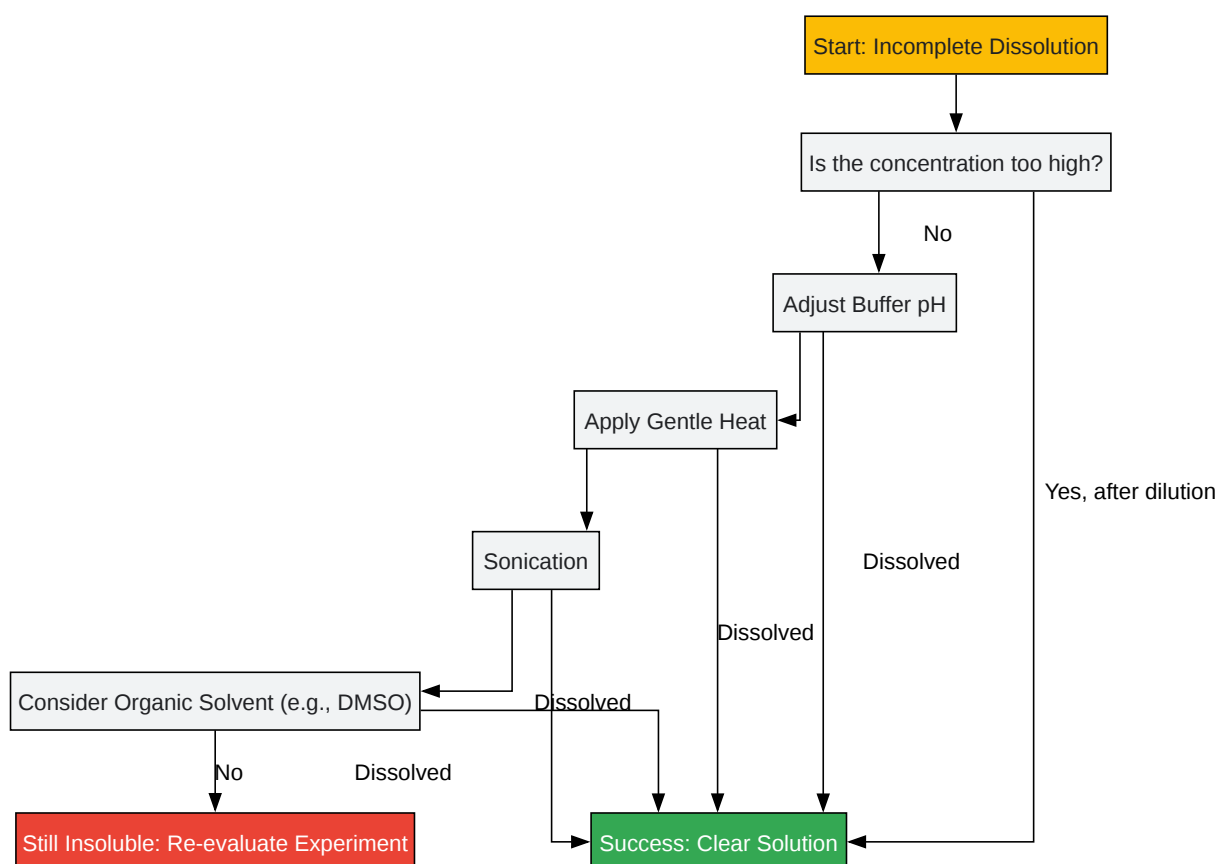 Start: Incomplete Dissolution
Is the concentration too high?
No
Adjust Buffer pH
Apply Gentle Heat
Yes, after dilution
Sonication
Dissolved
Dissolved
Consider Organic Solvent (e.g., DMSO)
Dissolved
No
Dissolved
Still Insoluble: Re-evaluate Experiment
Success: Clear Solution